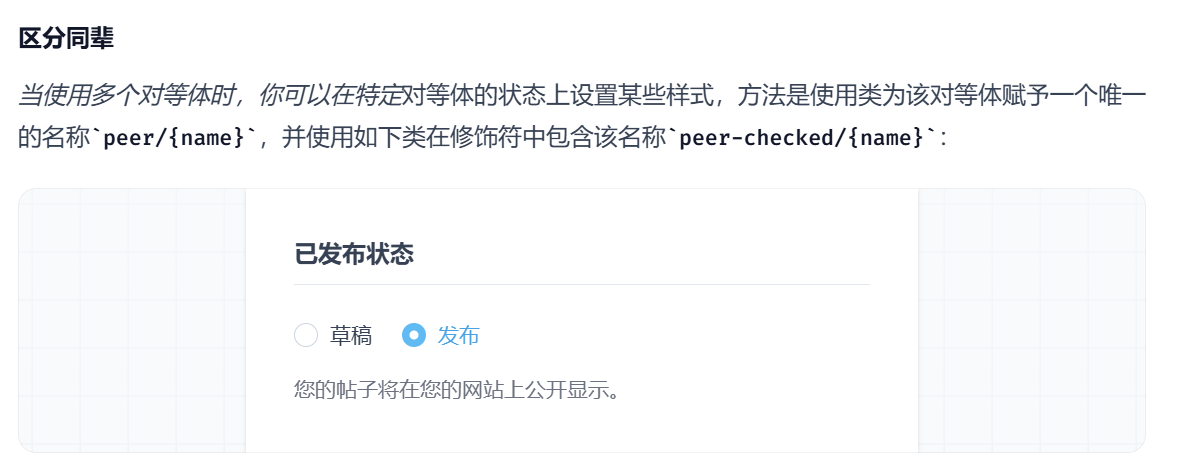 区分同辈
当使用多个对等体时，你可以在特定对等体的状态上设置某些样式，方法是使用类为该对等体赋予一个唯一
的名称`peer/{name}`，并使用如下类在修饰符中包含该名称`peer-checked/{name}`：
已发布状态
草稿 发布
您的帖子将在您的网站上公开显示。